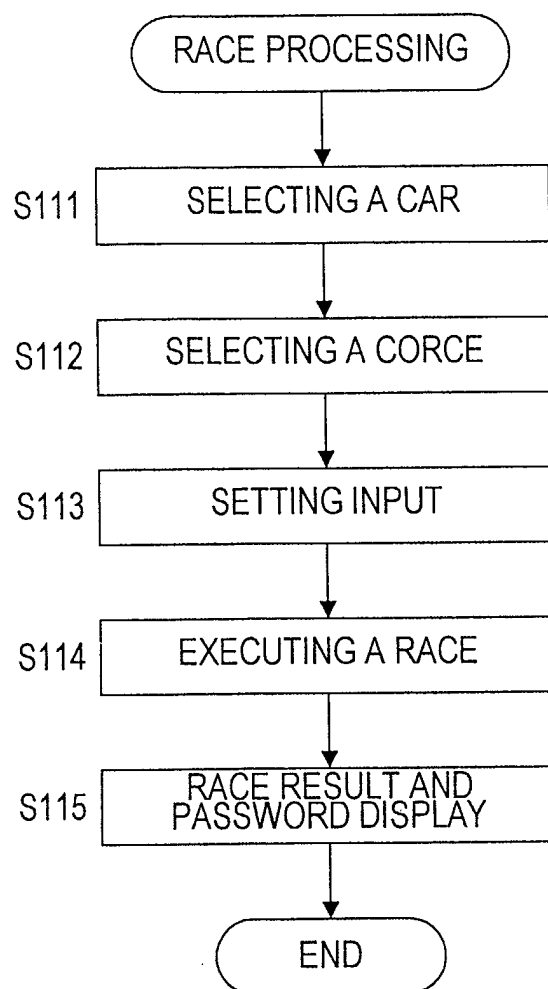 RACE PROCESSING
S111
SELECTING A CAR
S112
SELECTING A CORCE
S113
SETTING INPUT
S114
EXECUTING A RACE
S115
RACE RESULT AND
PASSWORD DISPLAY
END